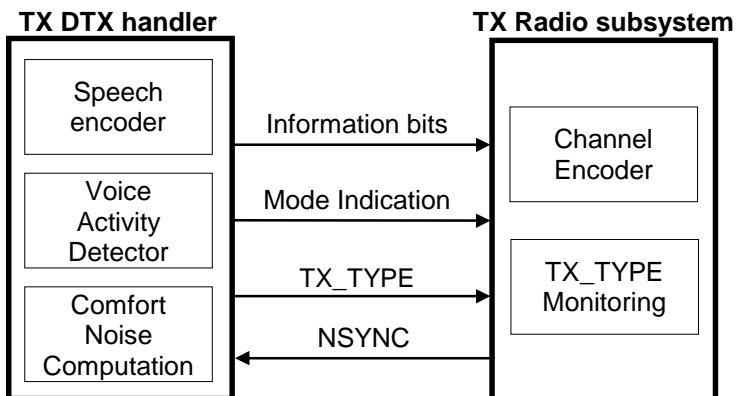 TX DTX handler
TX Radio subsystem
Speech
encoder
Voice
Activity
Detector
Comfort
Noise
Computation
Information bits
Mode Indication
TX_TYPE
NSYNC
Channel
Encoder
TX_TYPE
Monitoring